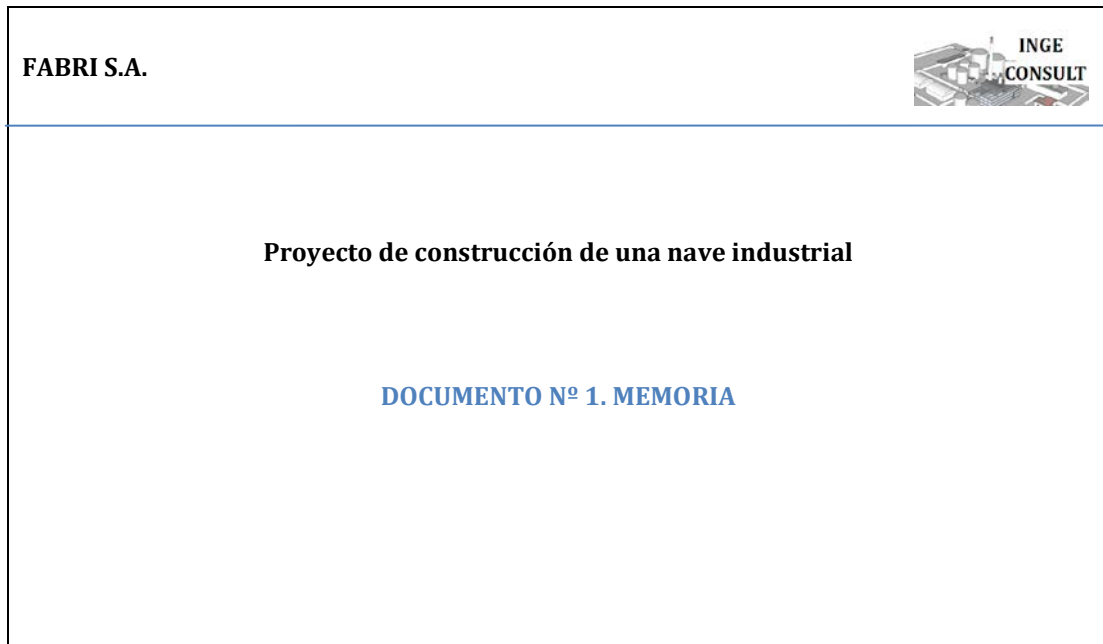 FABRI S.A.
INGE
CONSULT
Proyecto de construcción de una nave industrial
DOCUMENTO Nº 1. MEMORIA